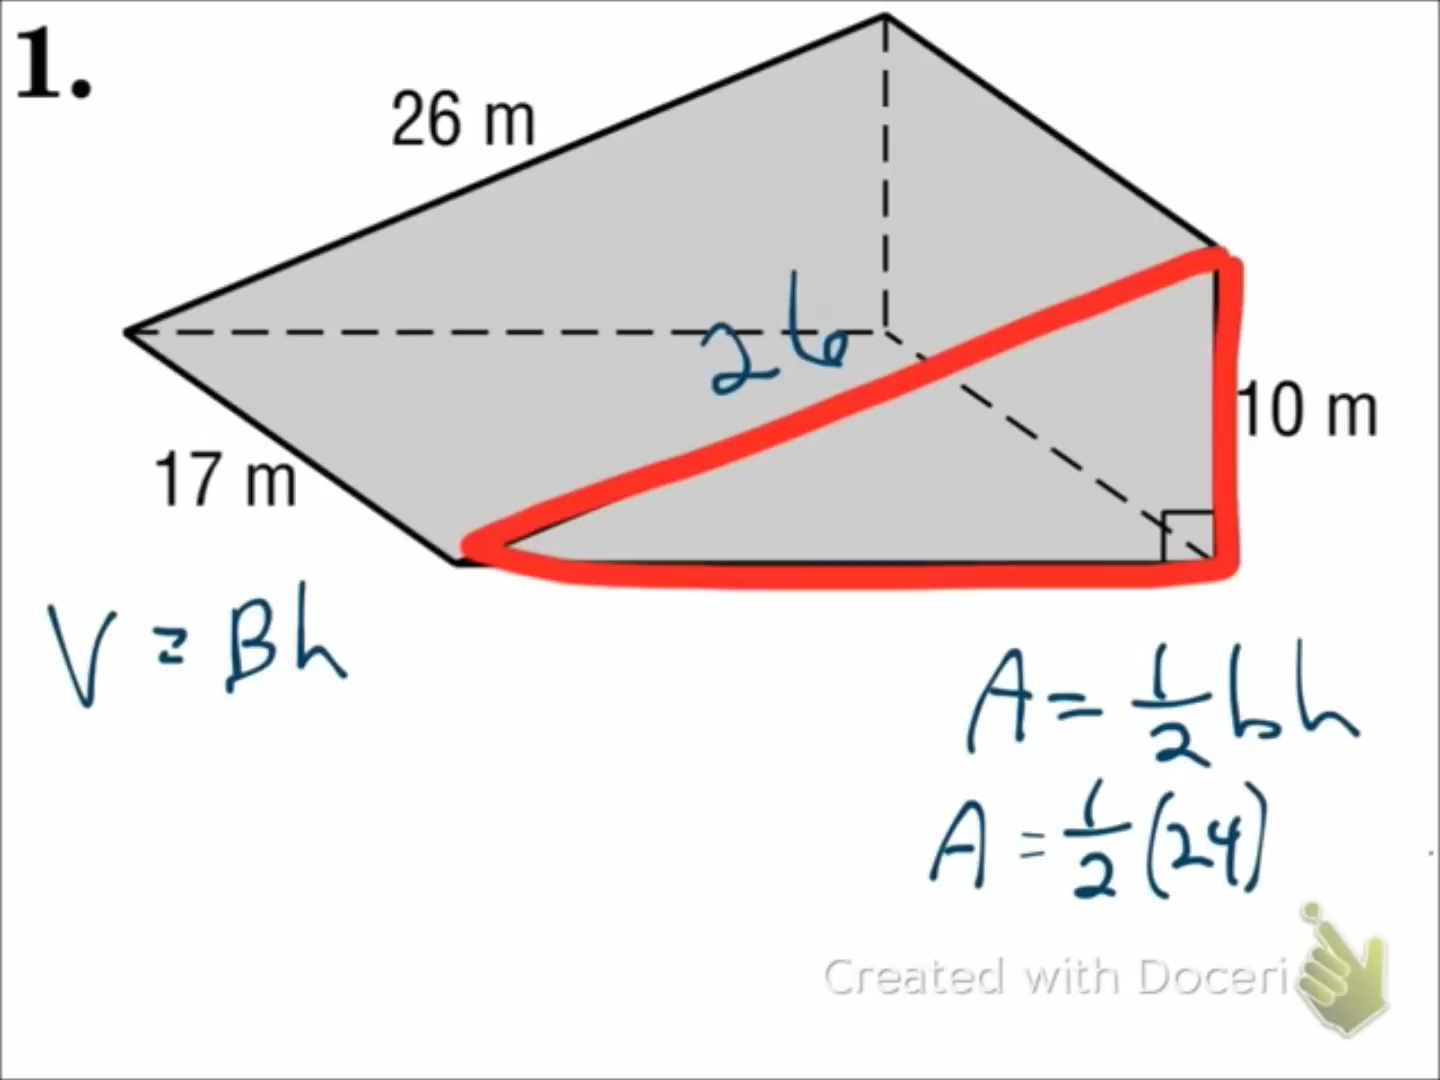 1.
26 m
26
10 m
17 m
V = Bh
A = 1/2 bh
A = 1/2 (24)
Created with Doceri